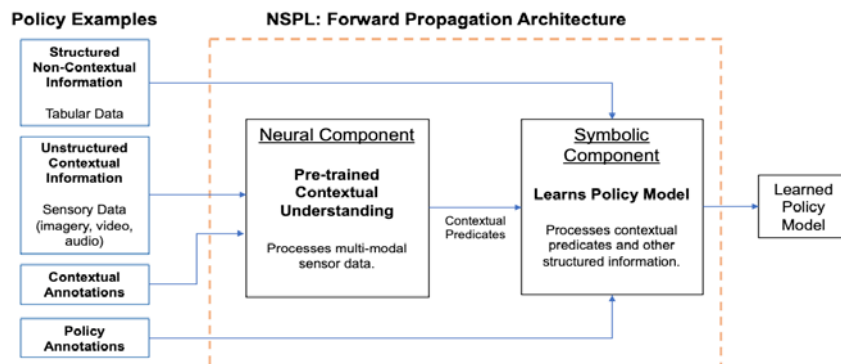 Policy Examples
NSPL: Forward Propagation Architecture
Structured
Non-Contextual
Information
Tabular Data
Unstructured
Contextual
Information
Sensory Data
(imagery, video,
audio)
Contextual
Annotations
Policy
Annotations
Neural Component
Pre-trained
Contextual
Understanding
Processes multi-modal
sensor data.
Contextual
Predicates
Symbolic
Component
Learns Policy Model
Processes contextual
predicates and other
structured information.
Learned
Policy
Model